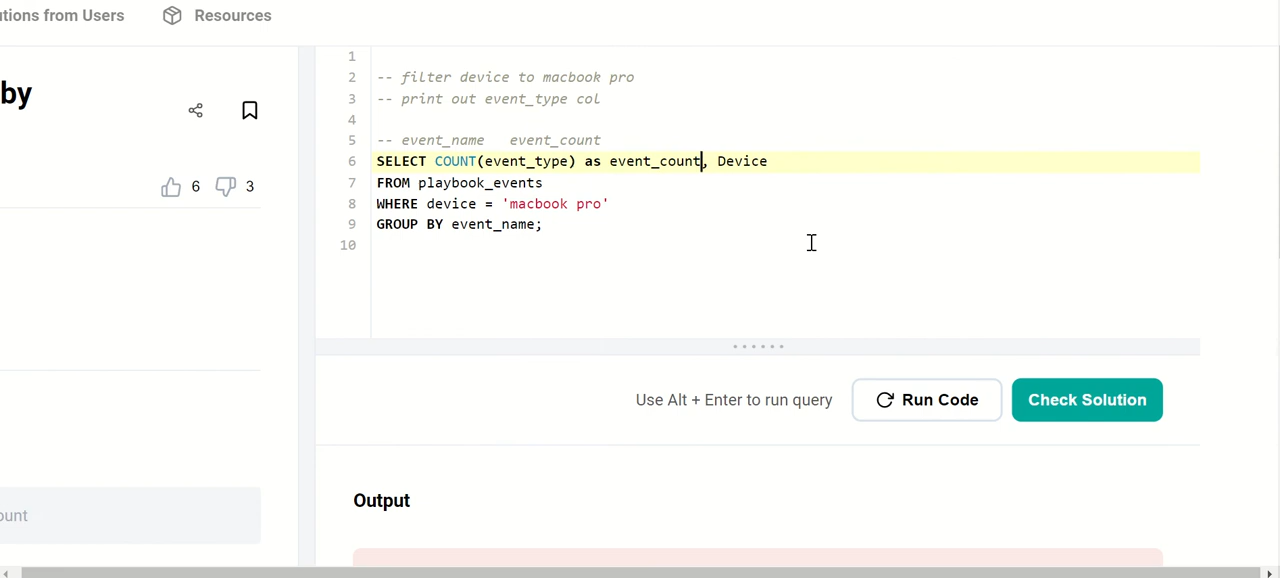 utions from Users
Resources
by
6
3
ount
1
2 -- filter device to macbook pro
3 -- print out event_type col
4
5 -- event_name event_count
6 SELECT COUNT(event_type) as event_count, Device
7 FROM playbook_events
8 WHERE device = 'macbook pro'
9 GROUP BY event_name;
10
Use Alt + Enter to run query
Run Code
Check Solution
Output